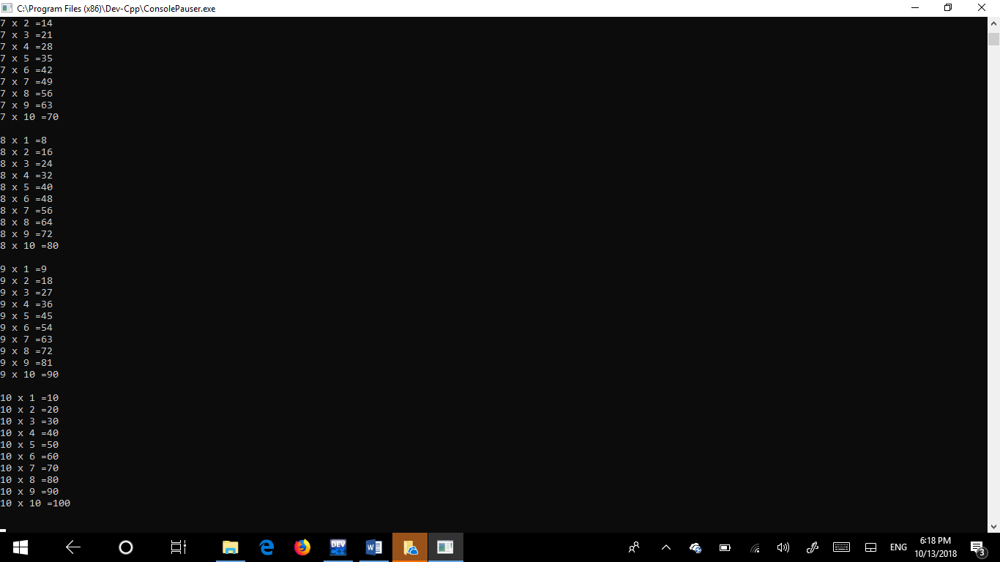 C:\Program Files (x86)\Dev-Cpp\ConsolePauser.exe
7 x 2 =14
7 x 3 =21
7 x 4 =28
7 x 5 =35
7 x 6 =42
7 x 7 =49
7 x 8 =56
7 x 9 =63
7 x 10 =70
8 x 1 =8
8 x 2 =16
8 x 3 =24
8 x 4 =32
8 x 5 =40
8 x 6 =48
8 x 7 =56
8 x 8 =64
8 x 9 =72
8 x 10 =80
9 x 1 =9
9 x 2 =18
9 x 3 =27
9 x 4 =36
9 x 5 =45
9 x 6 =54
9 x 7 =63
9 x 8 =72
9 x 9 =81
9 x 10 =90
10 x 1 =10
10 x 2 =20
10 x 3 =30
10 x 4 =40
10 x 5 =50
10 x 6 =60
10 x 7 =70
10 x 8 =80
10 x 9 =90
10 x 10 =100
DEV
C++
W
ENG
6:18 PM
10/13/2018
3